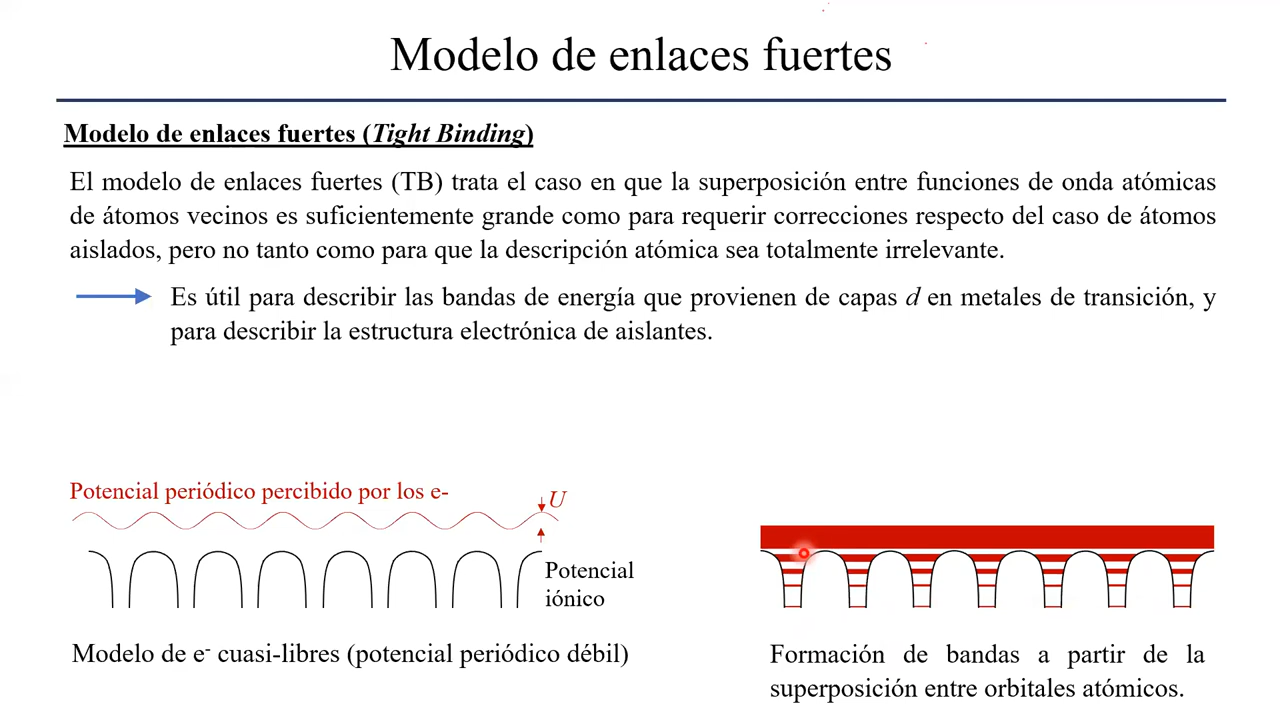 Modelo de enlaces fuertes
Modelo de enlaces fuertes (Tight Binding)
El modelo de enlaces fuertes (TB) trata el caso en que la superposición entre funciones de onda atómicas
de átomos vecinos es suficientemente grande como para requerir correcciones respecto del caso de átomos
aislados, pero no tanto como para que la descripción atómica sea totalmente irrelevante.
Es útil para describir las bandas de energía que provienen de capas d en metales de transición, y
para describir la estructura electrónica de aislantes.
Potencial periódico percibido por los e-
U
Potencial
iónico
Modelo de e⁻ cuasi-libres (potencial periódico débil)
Formación de bandas a partir de la
superposición entre orbitales atómicos.